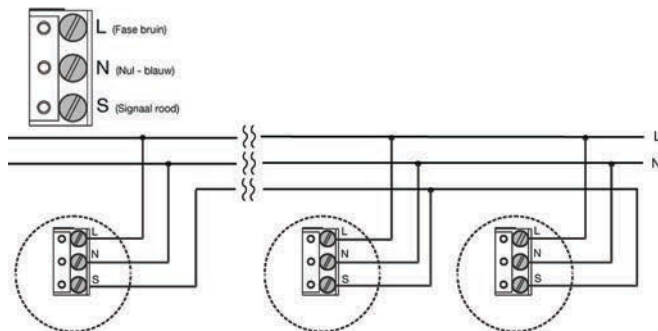 L (Fase bruin)
N (Nul - blauw)
S (Signaal rood)
L
N
L
N
S
L
N
S
L
N
S